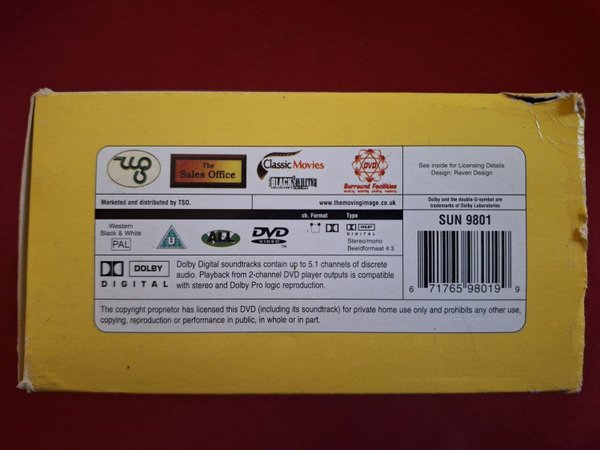 The
Sales Office
Classic Movies
BLACK & WHITE
DVD
Surround Facilities
See inside for Licensing Details
Design: Raven Design
Marketed and distributed by TSO.
www.themovingimage.co.uk
Dolby and the double-D-symbol are
trademarks of Dolby Laboratories
Western
Black & White
PAL
U
ALL
DVD
VIDEO
TM
ch. Format
Type
DOLBY
DIGITAL
Stereo/mono
Beeldformaat 4:3
SUN 9801
6 71765 98019 9
DOLBY
DIGITAL
Dolby Digital soundtracks contain up to 5.1 channels of discrete
audio. Playback from 2-channel DVD player outputs is compatible
with stereo and Dolby Pro logic reproduction.
The copyright proprietor has licensed this DVD (including its soundtrack) for private home use only and prohibits any other use,
copying, reproduction or performance in public, in whole or in part.